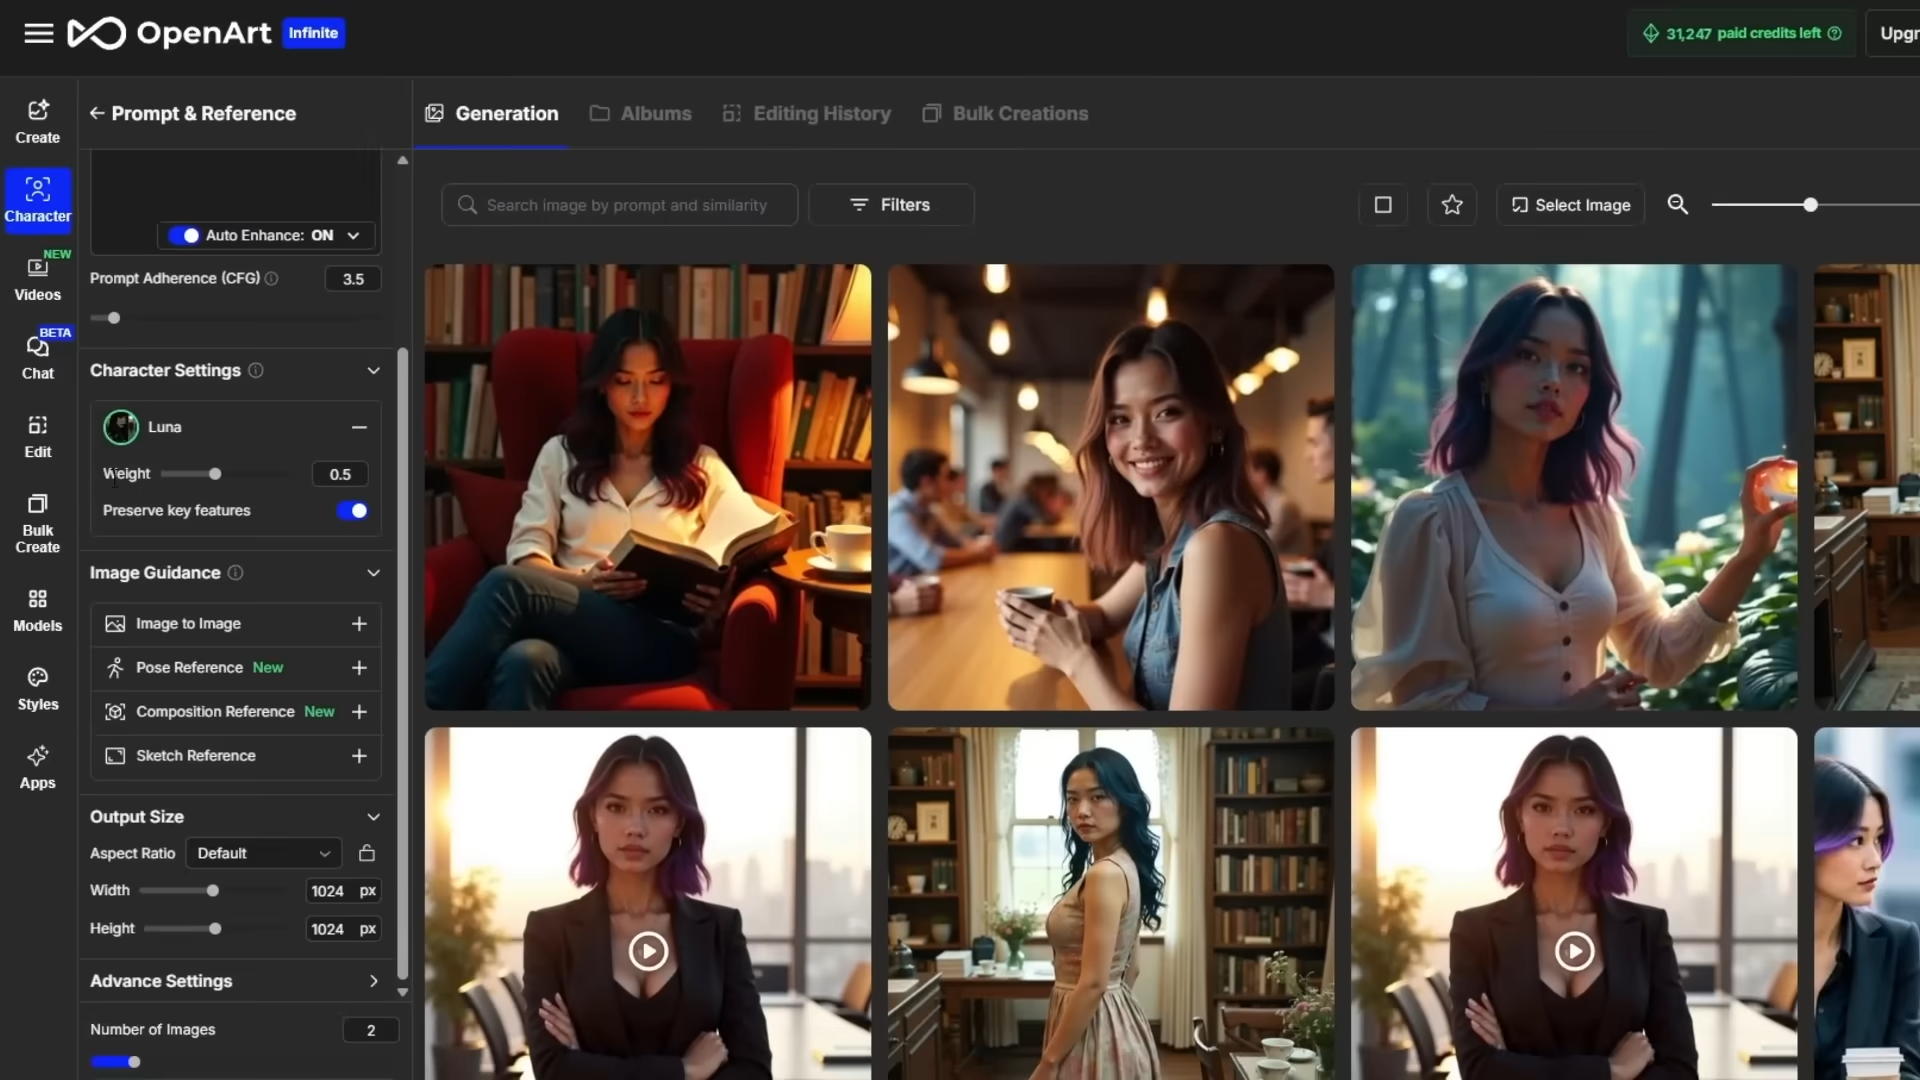 OpenArt Infinite
31,247 paid credits left
Upgr
Create
Character
NEW
Videos
BETA
Chat
Edit
Bulk
Create
Models
Styles
Apps
Prompt & Reference
Auto Enhance: ON
Prompt Adherence (CFG) 3.5
Character Settings
Luna
Weight 0.5
Preserve key features
Image Guidance
Image to Image
Pose Reference New
Composition Reference New
Sketch Reference
Output Size
Aspect Ratio Default
Width 1024 px
Height 1024 px
Advance Settings
Number of Images 2
Generation Albums Editing History Bulk Creations
Search image by prompt and similarity
Filters
Select Image